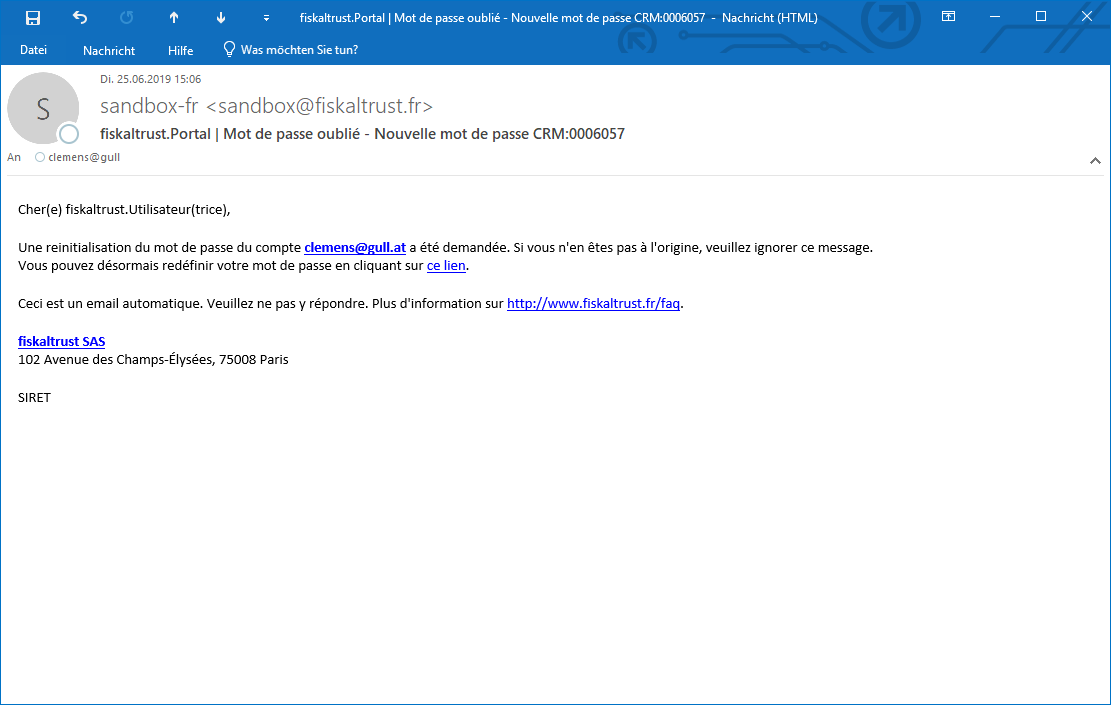 fiskaltrust.Portal | Mot de passe oublié - Nouvelle mot de passe CRM:0006057 - Nachricht (HTML)
Datei Nachricht Hilfe Was möchten Sie tun?
Di. 25.06.2019 15:06
S
sandbox-fr <sandbox@fiskaltrust.fr>
fiskaltrust.Portal | Mot de passe oublié - Nouvelle mot de passe CRM:0006057
An clemens@gull
Cher(e) fiskaltrust.Utilisateur(trice),
Une reinitialisation du mot de passe du compte clemens@gull.at a été demandée. Si vous n'en êtes pas à l'origine, veuillez ignorer ce message.
Vous pouvez désormais redéfinir votre mot de passe en cliquant sur ce lien.
Ceci est un email automatique. Veuillez ne pas y répondre. Plus d'information sur http://www.fiskaltrust.fr/faq.
fiskaltrust SAS
102 Avenue des Champs-Élysées, 75008 Paris
SIRET